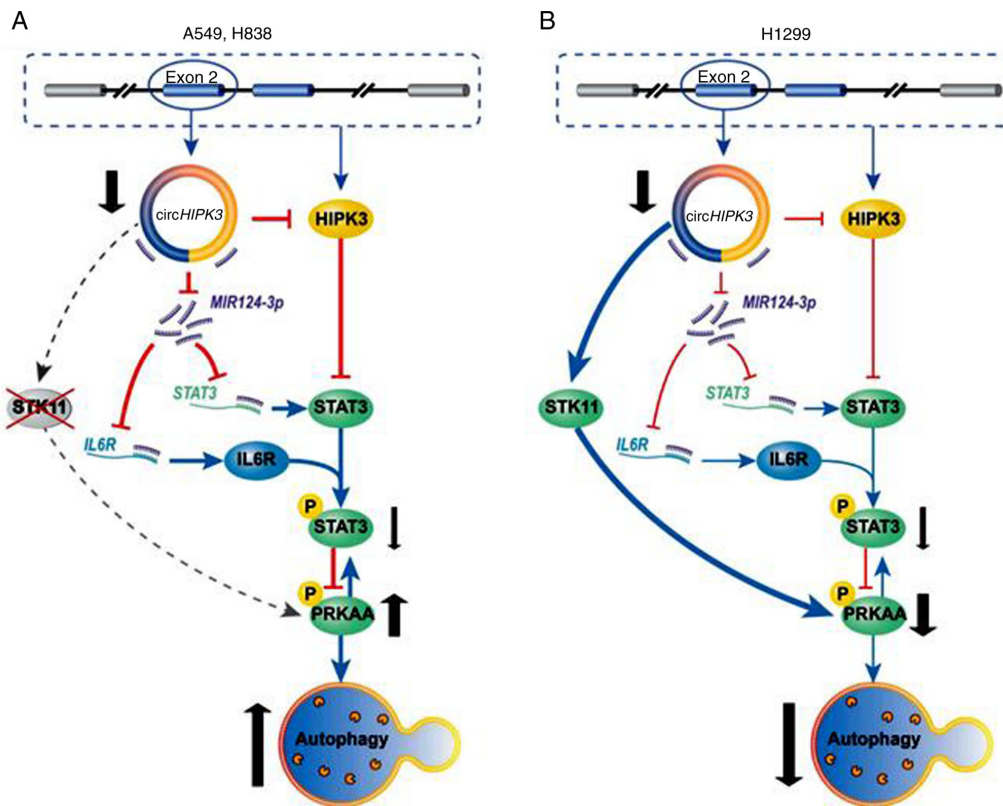 A
A549, H838
Exon 2
circHIPK3
HIPK3
MIR124-3p
STAT3
STK11
STAT3
IL6R
IL6R
P
STAT3
P
PRKAA
Autophagy
B
H1299
Exon 2
circHIPK3
HIPK3
MIR124-3p
STAT3
STK11
STAT3
IL6R
IL6R
P
STAT3
P
PRKAA
Autophagy